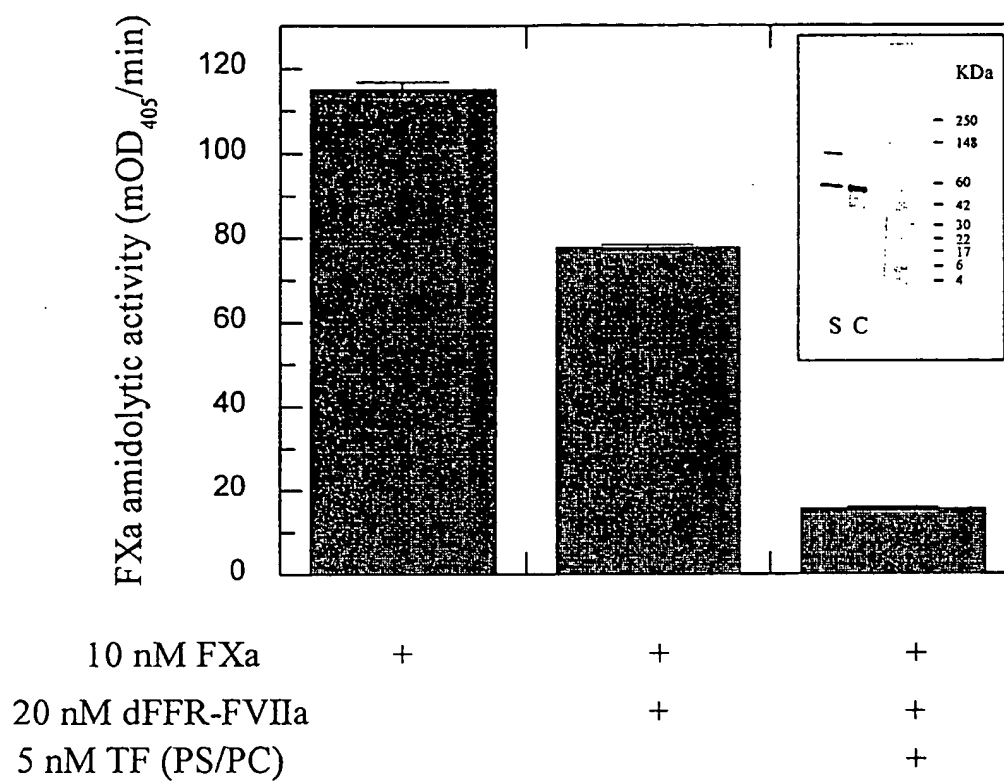 FXa amidolytic activity (mOD405/min)
120
100
80
60
40
20
0
KDa
250
148
60
42
30
22
17
6
4
S C
10 nM FXa + + +
20 nM dFFR-FVIIa + +
5 nM TF (PS/PC) +